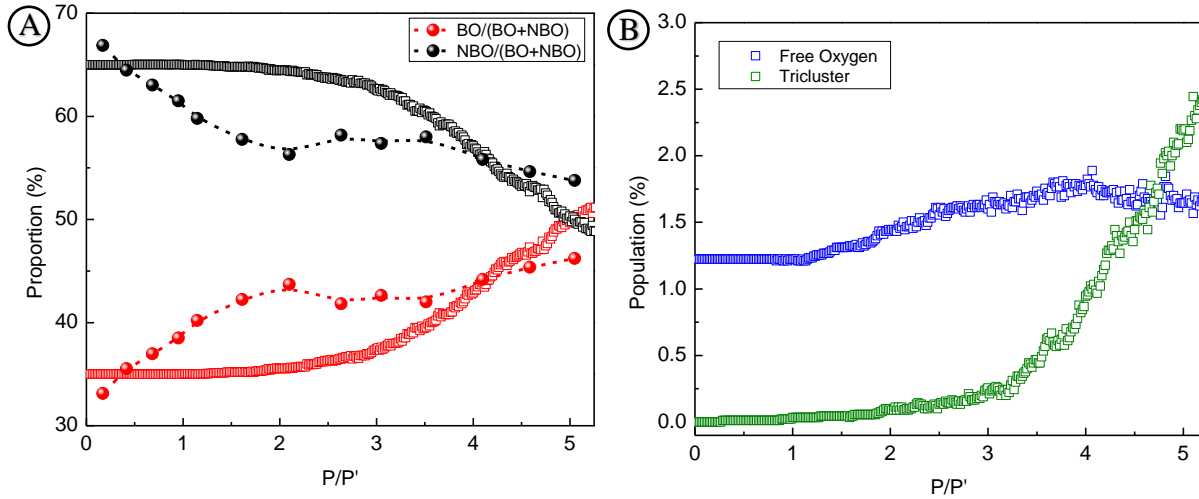 A
70
60
50
40
30
Proportion (%)
BO/(BO+NBO)
NBO/(BO+NBO)
0 1 2 3 4 5
P/P'
B
3.0
2.5
2.0
1.5
1.0
0.5
0.0
Population (%)
Free Oxygen
Tricluster
0 1 2 3 4 5
P/P'